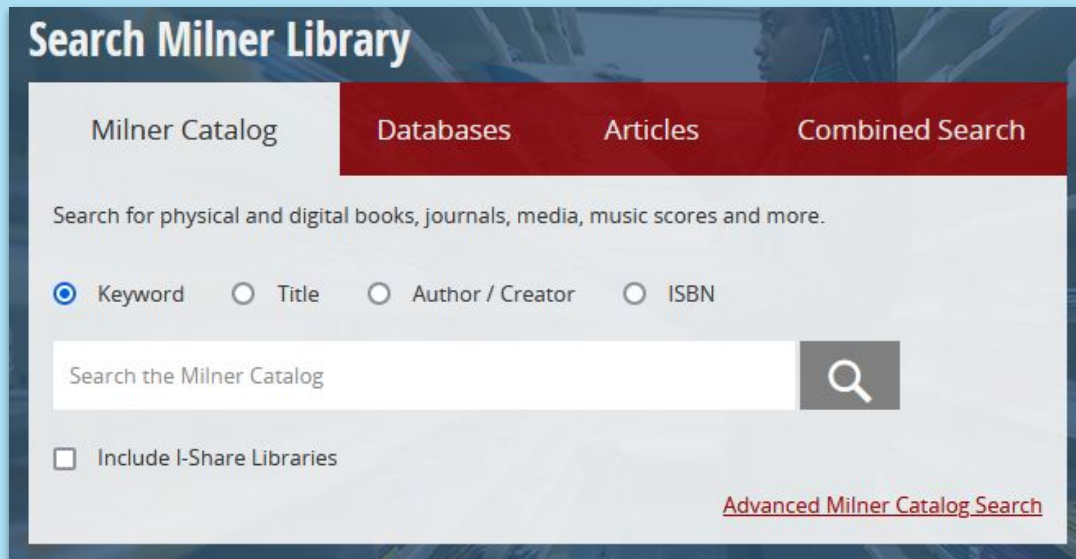 Search Milner Library
Milner Catalog Databases Articles Combined Search
Search for physical and digital books, journals, media, music scores and more.
Keyword Title Author / Creator ISBN
Search the Milner Catalog
Include I-Share Libraries
Advanced Milner Catalog Search